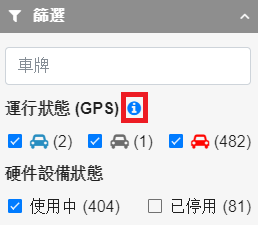 篩選
車牌
運行狀態 (GPS)
(2) (1) (482)
硬件設備狀態
使用中 (404) 已停用 (81)